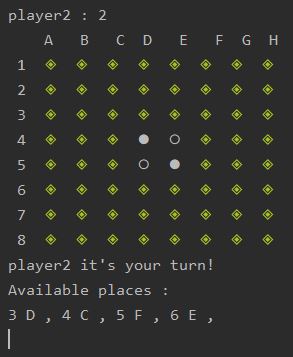 player2 : 2
A B C D E F G H
1 ◈ ◈ ◈ ◈ ◈ ◈ ◈ ◈
2 ◈ ◈ ◈ ◈ ◈ ◈ ◈ ◈
3 ◈ ◈ ◈ ◈ ◈ ◈ ◈ ◈
4 ◈ ◈ ◈ ● ○ ◈ ◈ ◈
5 ◈ ◈ ◈ ○ ● ◈ ◈ ◈
6 ◈ ◈ ◈ ◈ ◈ ◈ ◈ ◈
7 ◈ ◈ ◈ ◈ ◈ ◈ ◈ ◈
8 ◈ ◈ ◈ ◈ ◈ ◈ ◈ ◈
player2 it's your turn!
Available places :
3 D , 4 C , 5 F , 6 E ,